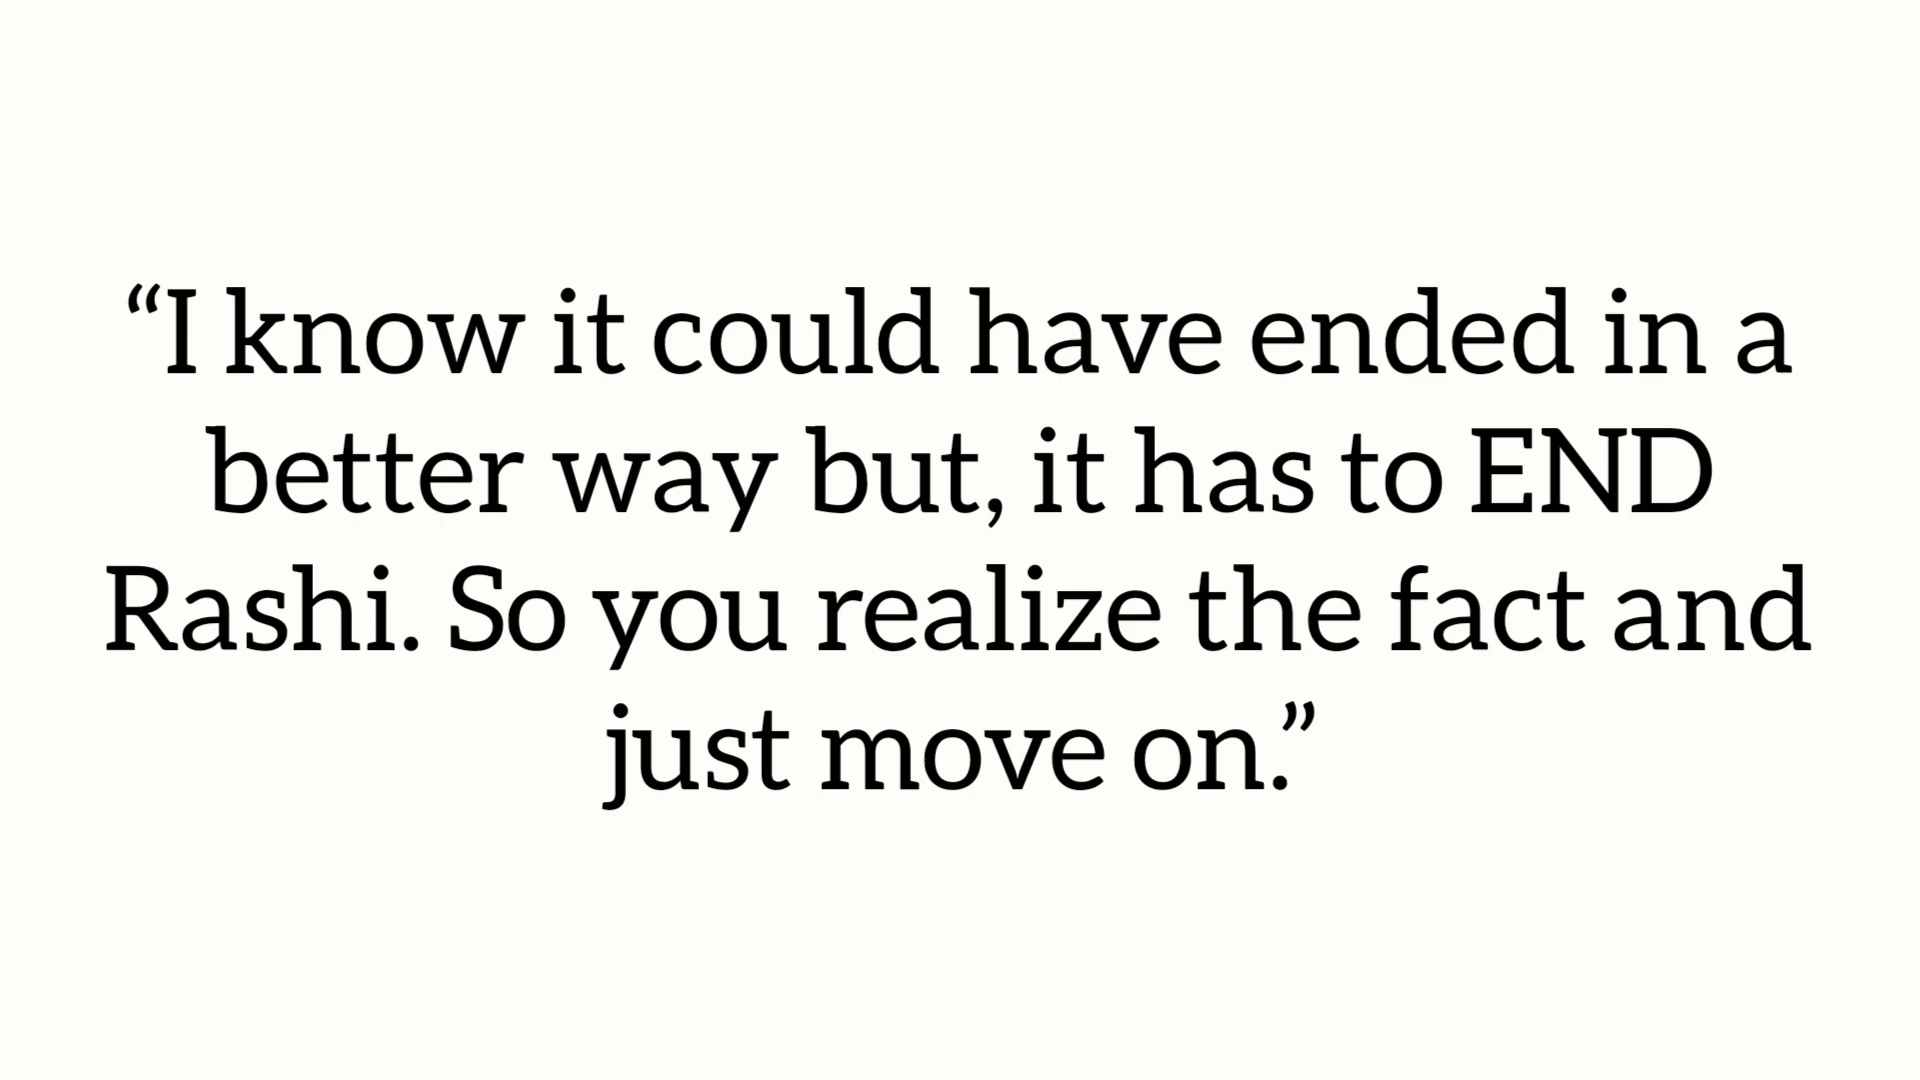 “I know it could have ended in a
better way but, it has to END
Rashi. So you realize the fact and
just move on.”